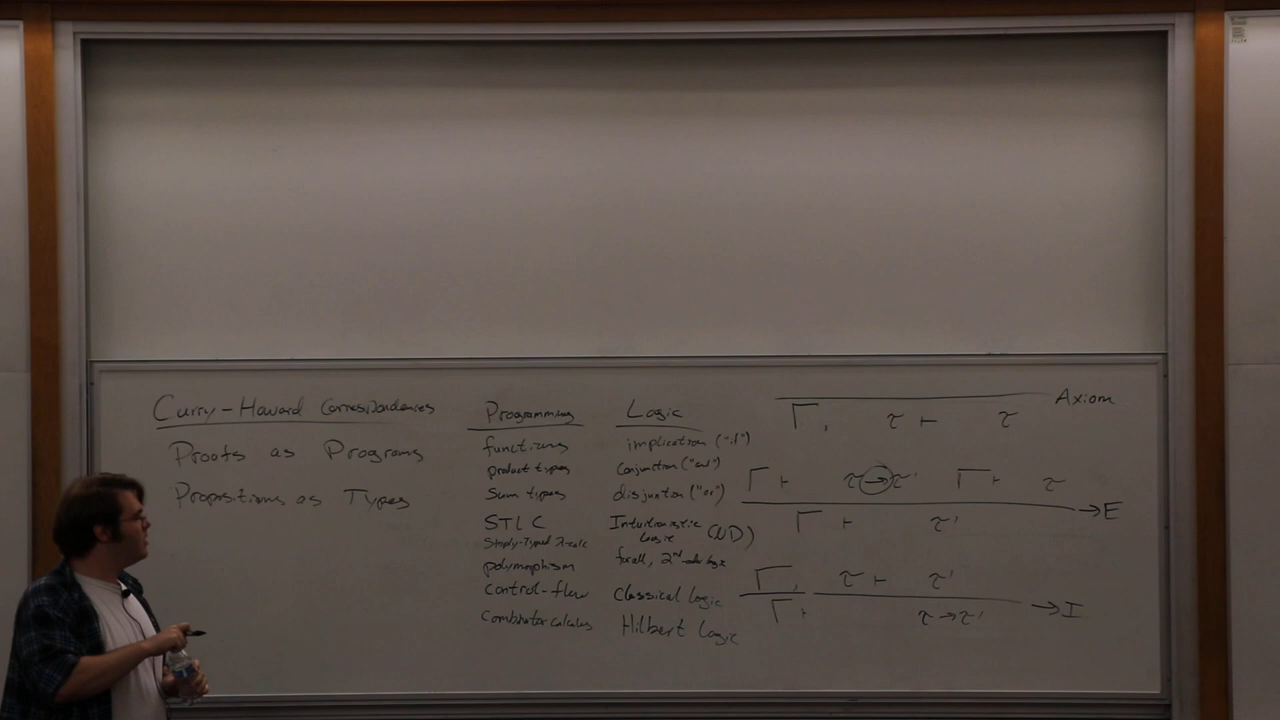 Curry-Howard Correspondences
Proofs as Programs
Propositions as Types
Programming Logic
functions implication ("if")
product types Conjunction ("and")
Sum types disjunction ("or")
STLC Intuitionistic Logic (ND)
Simply-Typed λ-calc
polymorphism forall, 2nd-order logic
Control-flow Classical logic
Combinator calculus Hilbert Logic
Axiom
Γ, τ ⊢ τ
Γ ⊢ τ → τ' Γ ⊢ τ
→E
Γ ⊢ τ'
Γ, τ ⊢ τ'
→I
Γ ⊢ τ → τ'